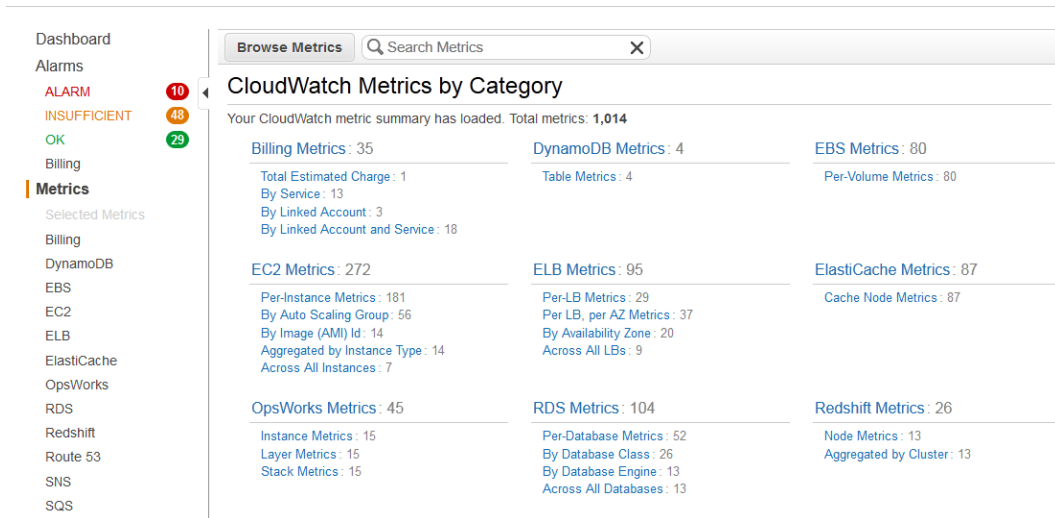 Dashboard
Alarms
ALARM 10
INSUFFICIENT 48
OK 29
Billing
Metrics
Selected Metrics
Billing
DynamoDB
EBS
EC2
ELB
ElastiCache
OpsWorks
RDS
Redshift
Route 53
SNS
SQS
Browse Metrics Search Metrics X
CloudWatch Metrics by Category
Your CloudWatch metric summary has loaded. Total metrics: 1,014
Billing Metrics: 35
Total Estimated Charge: 1
By Service: 13
By Linked Account: 3
By Linked Account and Service: 18
DynamoDB Metrics: 4
Table Metrics: 4
EBS Metrics: 80
Per-Volume Metrics: 80
EC2 Metrics: 272
Per-Instance Metrics: 181
By Auto Scaling Group: 56
By Image (AMI) Id: 14
Aggregated by Instance Type: 14
Across All Instances: 7
ELB Metrics: 95
Per-LB Metrics: 29
Per LB, per AZ Metrics: 37
By Availability Zone: 20
Across All LBs: 9
ElastiCache Metrics: 87
Cache Node Metrics: 87
OpsWorks Metrics: 45
Instance Metrics: 15
Layer Metrics: 15
Stack Metrics: 15
RDS Metrics: 104
Per-Database Metrics: 52
By Database Class: 26
By Database Engine: 13
Across All Databases: 13
Redshift Metrics: 26
Node Metrics: 13
Aggregated by Cluster: 13